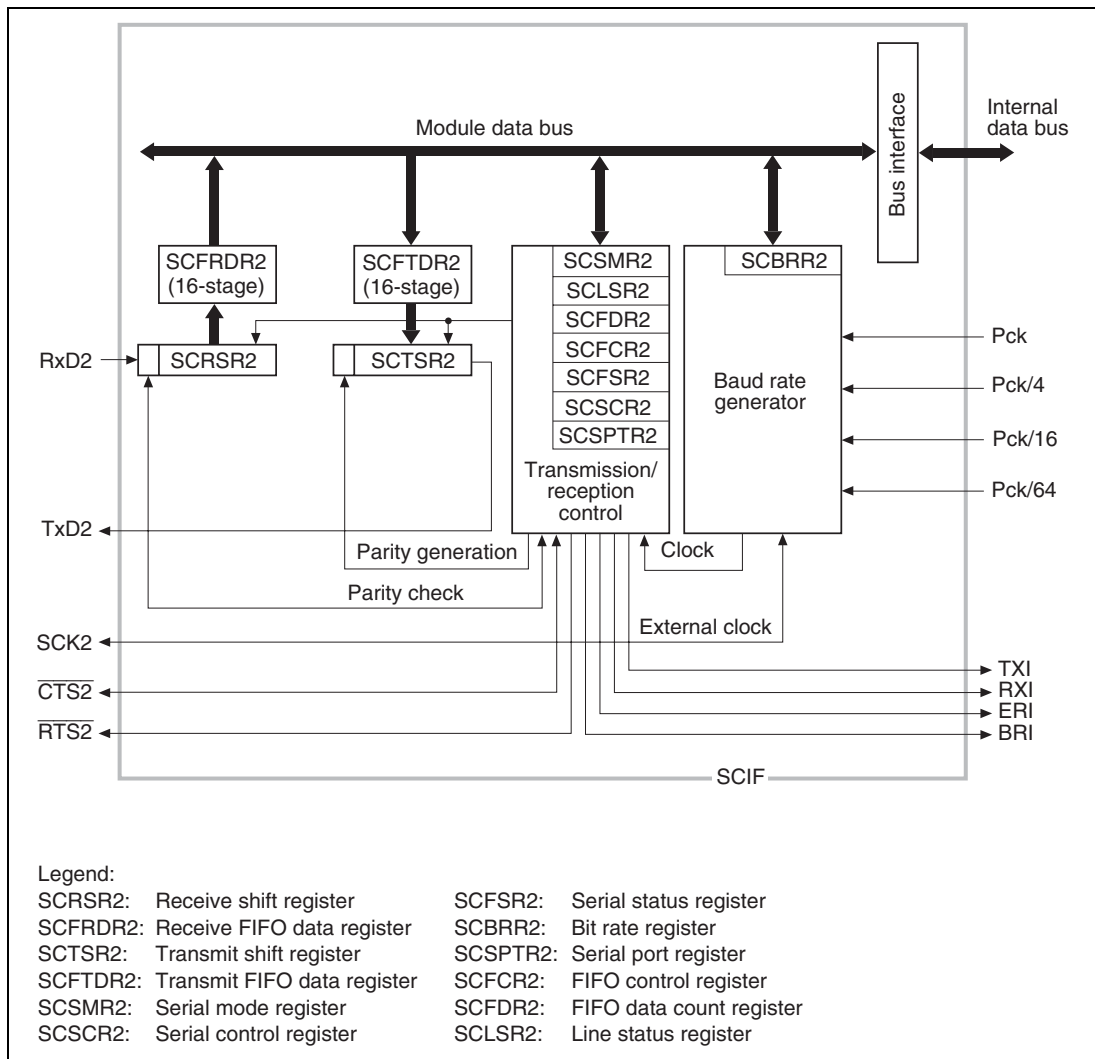 Module data bus
Bus interface
Internal
data bus
SCFRDR2
(16-stage)
SCFTDR2
(16-stage)
SCSMR2
SCLSR2
SCFDR2
SCFCR2
SCFSR2
SCSCR2
SCSPTR2
Transmission/
reception
control
SCBRR2
Baud rate
generator
RxD2
SCRSR2
SCTSR2
Pck
Pck/4
Pck/16
Pck/64
TxD2
Parity generation
Clock
Parity check
SCK2
External clock
CTS2
RTS2
TXI
RXI
ERI
BRI
SCIF
Legend:
SCRSR2: Receive shift register
SCFRDR2: Receive FIFO data register
SCTSR2: Transmit shift register
SCFTDR2: Transmit FIFO data register
SCSMR2: Serial mode register
SCSCR2: Serial control register
SCFSR2: Serial status register
SCBRR2: Bit rate register
SCSPTR2: Serial port register
SCFCR2: FIFO control register
SCFDR2: FIFO data count register
SCLSR2: Line status register